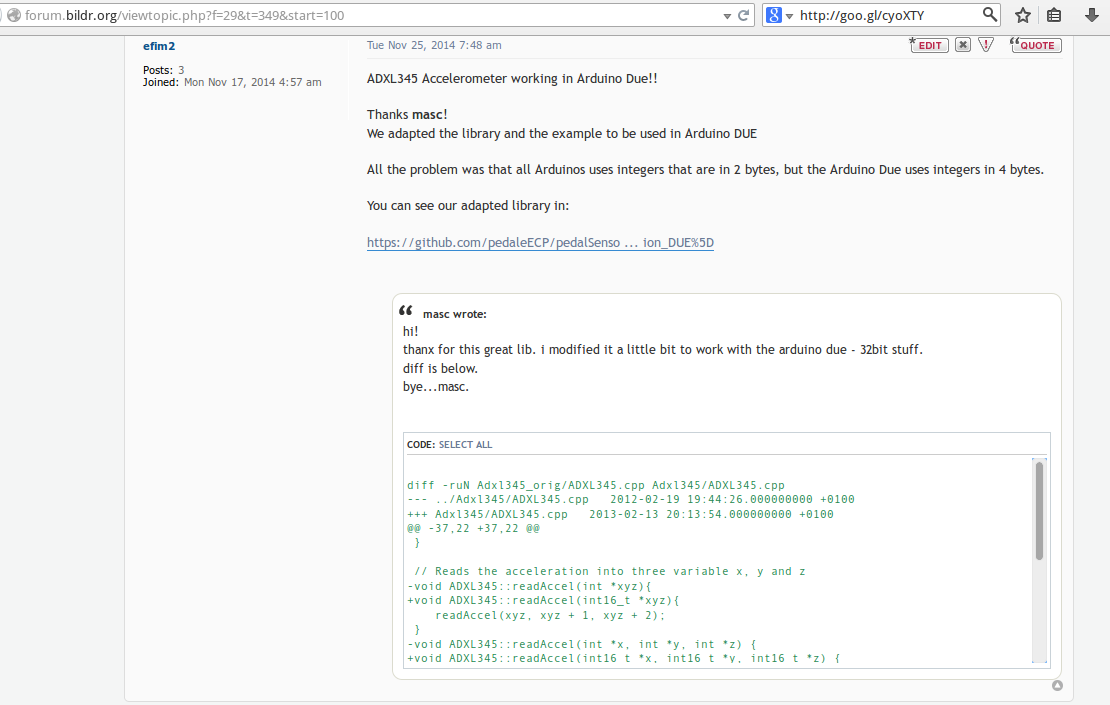 forum.bildr.org/viewtopic.php?f=29&t=349&start=100
http://goo.gl/cyoXTY
efim2
Posts: 3
Joined: Mon Nov 17, 2014 4:57 am
Tue Nov 25, 2014 7:48 am
EDIT
QUOTE
ADXL345 Accelerometer working in Arduino Due!!
Thanks masc!
We adapted the library and the example to be used in Arduino DUE
All the problem was that all Arduinos uses integers that are in 2 bytes, but the Arduino Due uses integers in 4 bytes.
You can see our adapted library in:
https://github.com/pedaleECP/pedalSenso ... ion_DUE%5D
masc wrote:
hi!
thanx for this great lib. i modified it a little bit to work with the arduino due - 32bit stuff.
diff is below.
bye...masc.
CODE: SELECT ALL
diff -ruN Adxl345_orig/ADXL345.cpp Adxl345/ADXL345.cpp
--- ../Adxl345/ADXL345.cpp   2012-02-19 19:44:26.000000000 +0100
+++ Adxl345/ADXL345.cpp   2013-02-13 20:13:54.000000000 +0100
@@ -37,22 +37,22 @@
 }
 // Reads the acceleration into three variable x, y and z
-void ADXL345::readAccel(int *xyz){
+void ADXL345::readAccel(int16_t *xyz){
    readAccel(xyz, xyz + 1, xyz + 2);
 }
-void ADXL345::readAccel(int *x, int *y, int *z) {
+void ADXL345::readAccel(int16_t *x, int16_t *y, int16_t *z) {